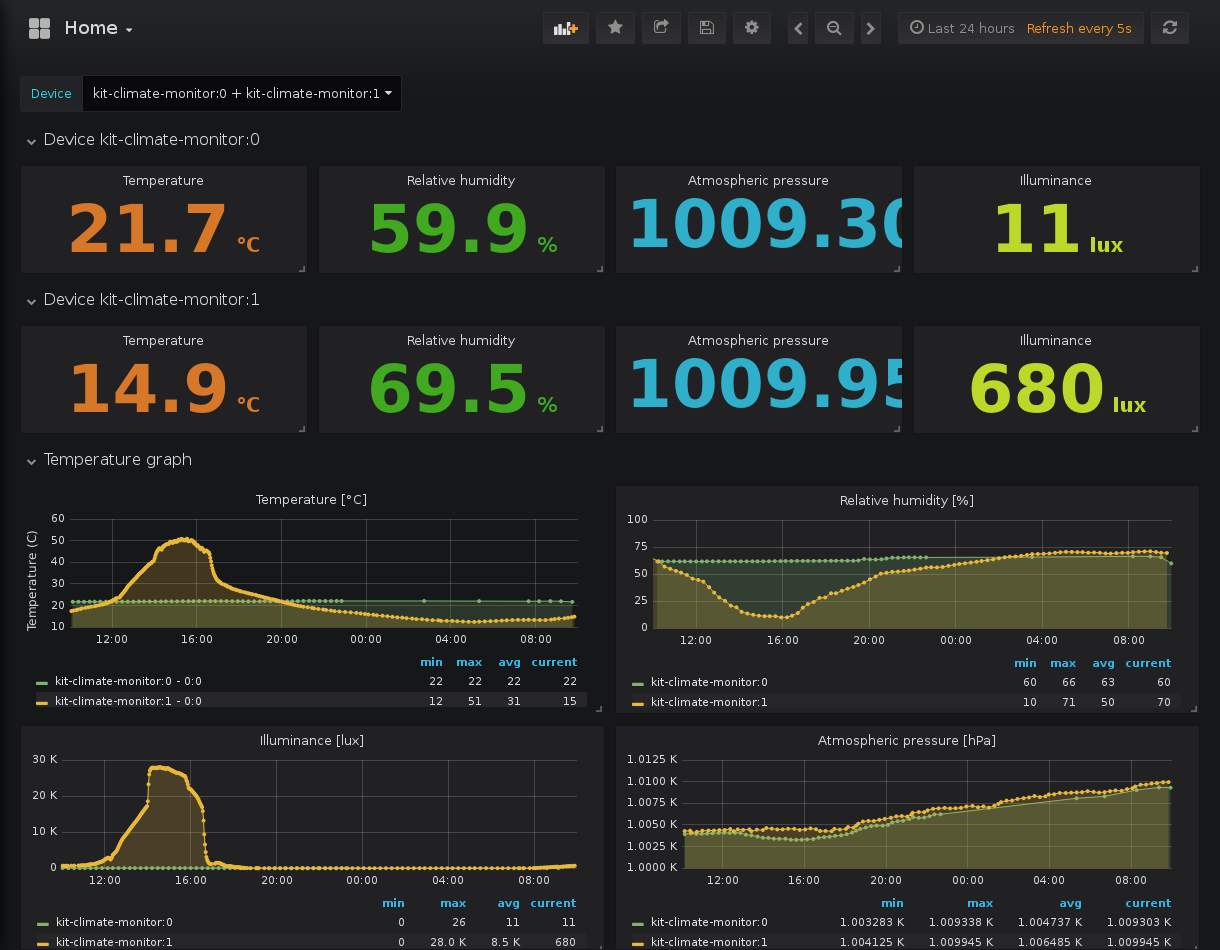 Home
Last 24 hours Refresh every 5s
Device kit-climate-monitor:0 + kit-climate-monitor:1
Device kit-climate-monitor:0
Temperature Relative humidity Atmospheric pressure Illuminance
21.7 °C 59.9 % 1009.30 11 lux
Device kit-climate-monitor:1
Temperature Relative humidity Atmospheric pressure Illuminance
14.9 °C 69.5 % 1009.95 680 lux
Temperature graph
Temperature [°C]
Temperature (C)
60
50
40
30
20
10
12:00 16:00 20:00 00:00 04:00 08:00
min max avg current
kit-climate-monitor:0 - 0:0 22 22 22 22
kit-climate-monitor:1 - 0:0 12 51 31 15
Relative humidity [%]
100
75
50
25
0
12:00 16:00 20:00 00:00 04:00 08:00
min max avg current
kit-climate-monitor:0 60 66 63 60
kit-climate-monitor:1 10 71 50 70
Illuminance [lux]
30 K
20 K
10 K
0
12:00 16:00 20:00 00:00 04:00 08:00
min max avg current
kit-climate-monitor:0 0 26 11 11
kit-climate-monitor:1 0 28.0 K 8.5 K 680
Atmospheric pressure [hPa]
1.0125 K
1.0100 K
1.0075 K
1.0050 K
1.0025 K
1.0000 K
12:00 16:00 20:00 00:00 04:00 08:00
min max avg current
kit-climate-monitor:0 1.003283 K 1.009338 K 1.004737 K 1.009303 K
kit-climate-monitor:1 1.004125 K 1.009945 K 1.006485 K 1.009945 K